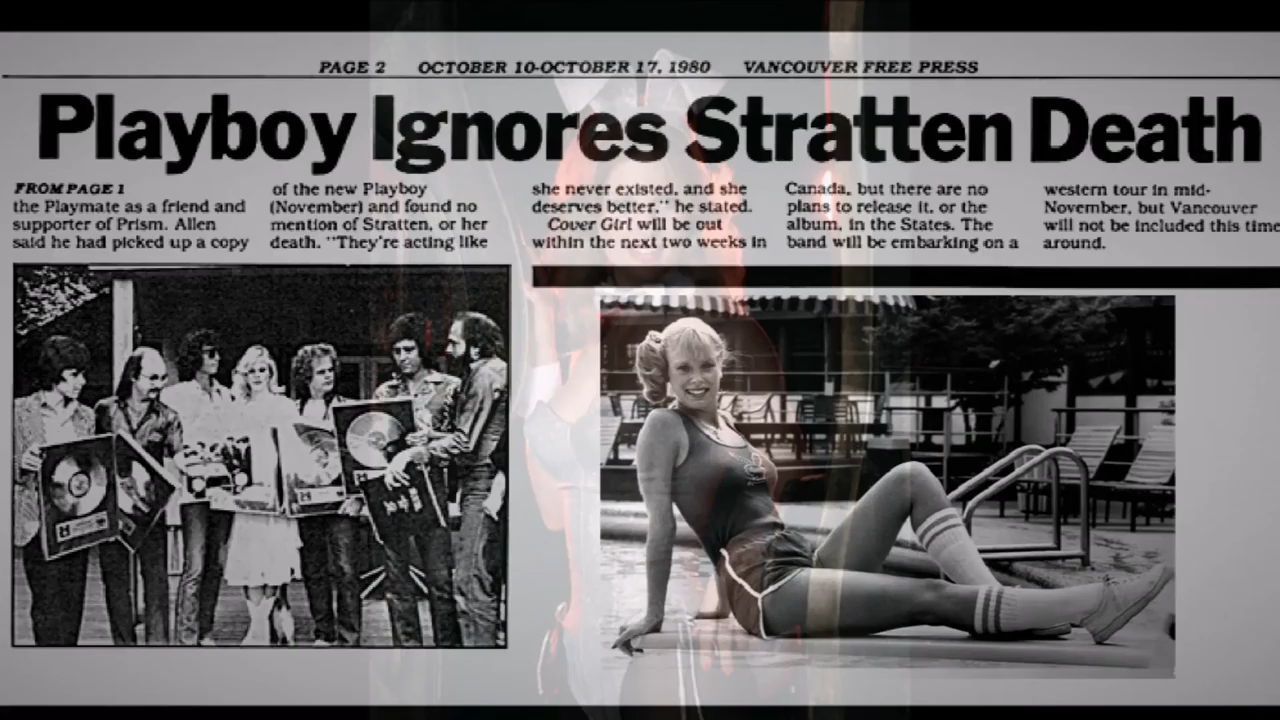 PAGE 2 OCTOBER 10-OCTOBER 17, 1980 VANCOUVER FREE PRESS
Playboy Ignores Stratten Death
FROM PAGE 1
the Playmate as a friend and
supporter of Prism. Allen
said he had picked up a copy
of the new Playboy
(November) and found no
mention of Stratten, or her
death. "They're acting like
she never existed, and she
deserves better," he stated.
Cover Girl will be out
within the next two weeks in
Canada, but there are no
plans to release it, or the
album, in the States. The
band will be embarking on a
western tour in mid-
November, but Vancouver
will not be included this time
around.